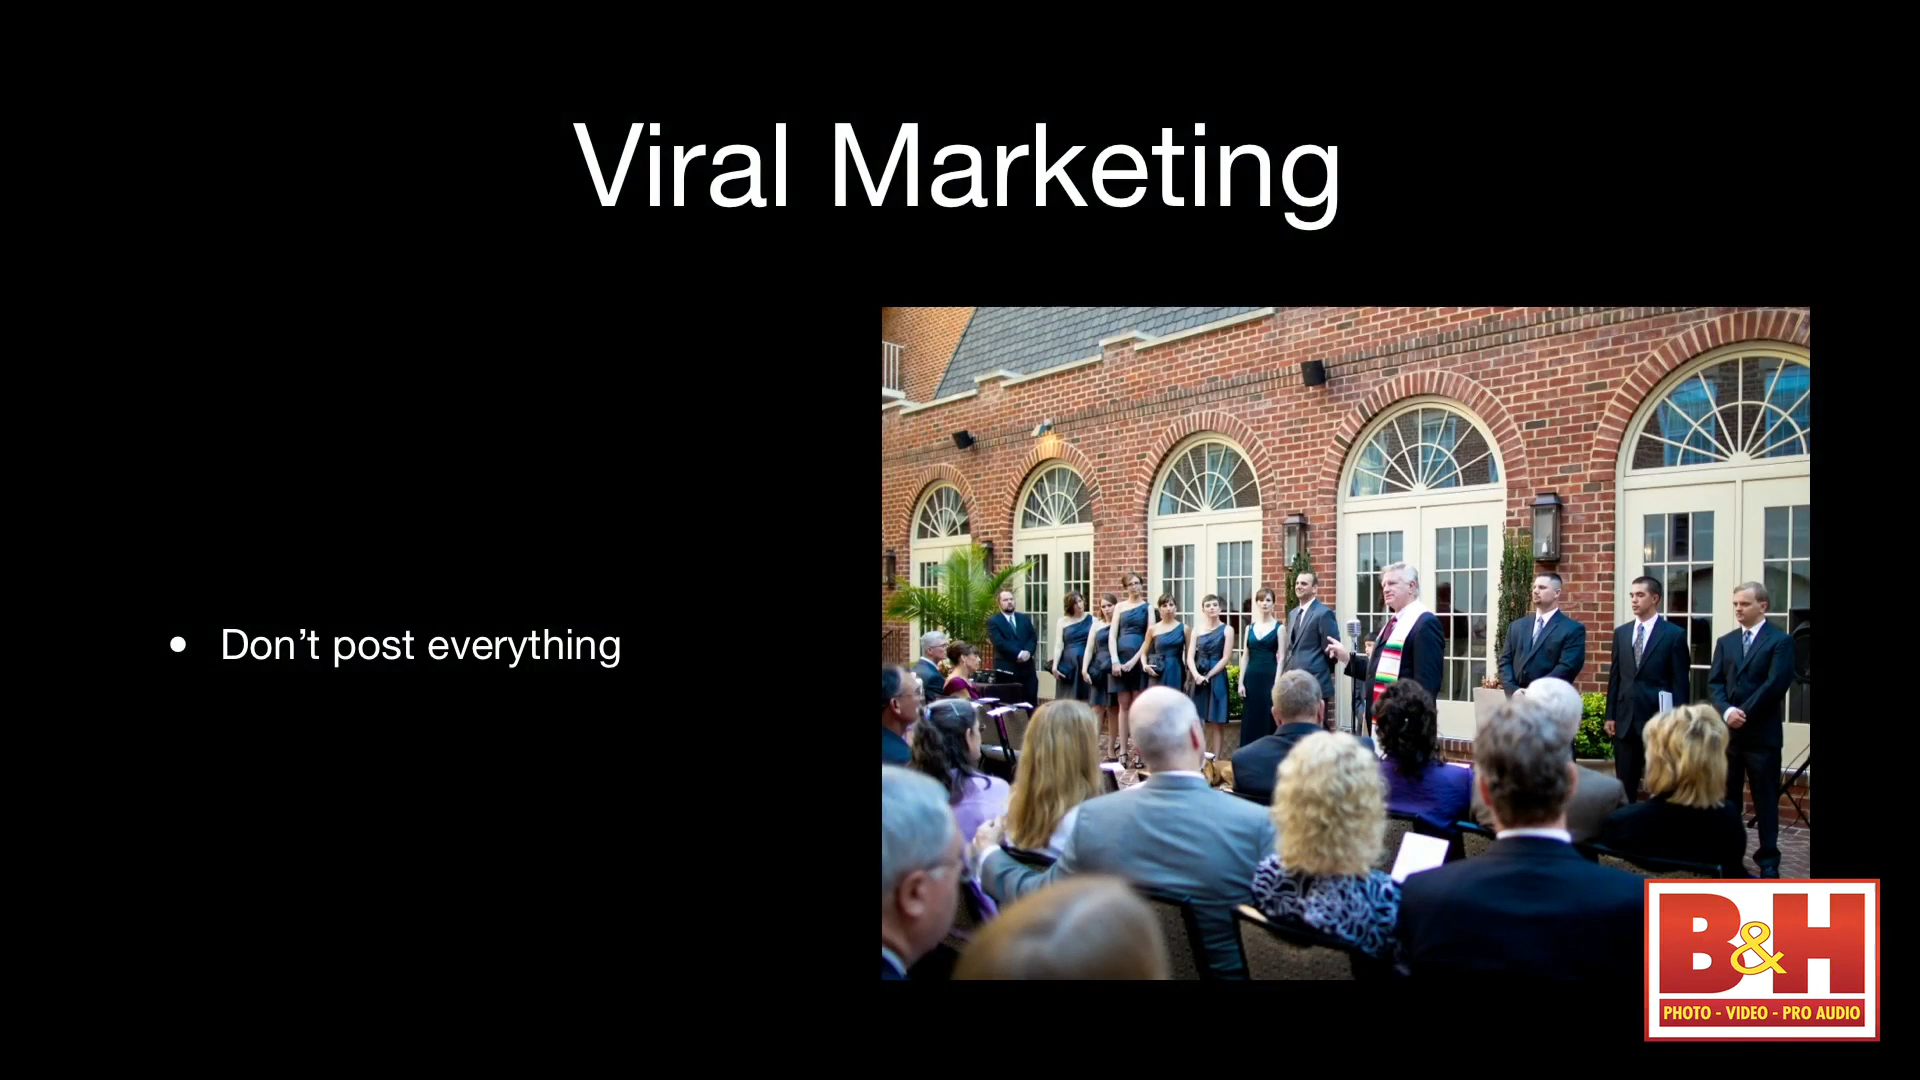 Viral Marketing
• Don’t post everything
B&H
PHOTO - VIDEO - PRO AUDIO